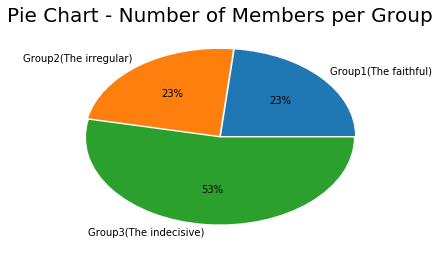 Pie Chart - Number of Members per Group
Group2(The irregular)
Group1(The faithful)
23%
23%
53%
Group3(The indecisive)